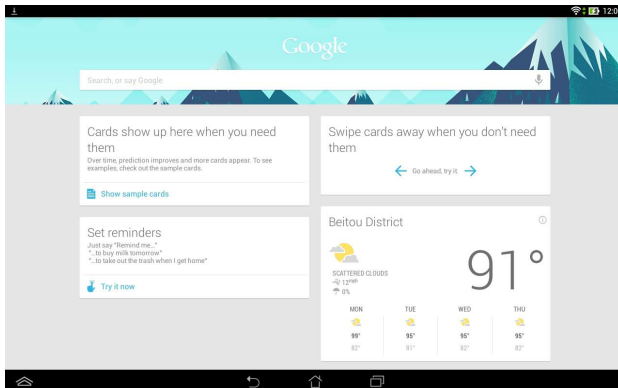 12:0
Google
Search, or say Google
Cards show up here when you need
them
Over time, prediction improves and more cards appear. To see
examples, check out the sample cards.
Show sample cards
Set reminders
Just say "Remind me..."
"...to buy milk tomorrow"
"...to take out the trash when I get home"
Try it now
Swipe cards away when you don't need
them
Go ahead, try it
Beitou District
91°
SCATTERED CLOUDS
12mph
0%
MON TUE WED THU
99° 95° 95° 95°
82° 81° 82° 82°